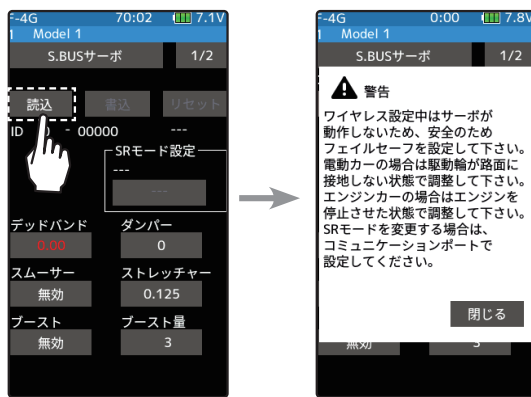 F-4G 70:02 7.1V
1 Model 1
S.BUSサーボ 1/2
読込 書込 リセット
ID - 00000 ---
SRモード設定
---
---
デッドバンド ダンパー
0.00 0
スムーサー ストレッチャー
無効 0.125
ブースト ブースト量
無効 3
F-4G 0:00 7.8V
1 Model 1
S.BUSサーボ 1/2
警告
ワイヤレス設定中はサーボが
動作しないため、安全のため
フェイルセーフを設定して下さい。
電動カーの場合は駆動輪が路面に
接地しない状態で調整して下さい。
エンジンカーの場合はエンジンを
停止させた状態で調整して下さい。
SRモードを変更する場合は、
コミュニケーションポートで
設定してください。
閉じる
無効 3